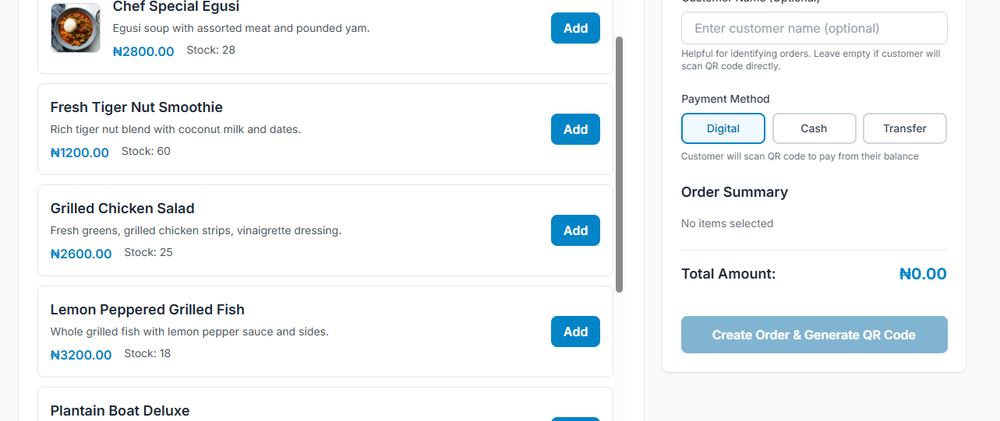 Chef Special Egusi
Egusi soup with assorted meat and pounded yam.
₦2800.00 Stock: 28
Add
Fresh Tiger Nut Smoothie
Rich tiger nut blend with coconut milk and dates.
₦1200.00 Stock: 60
Add
Grilled Chicken Salad
Fresh greens, grilled chicken strips, vinaigrette dressing.
₦2600.00 Stock: 25
Add
Lemon Peppered Grilled Fish
Whole grilled fish with lemon pepper sauce and sides.
₦3200.00 Stock: 18
Add
Plantain Boat Deluxe
Customer Name (Optional)
Enter customer name (optional)
Helpful for identifying orders. Leave empty if customer will
scan QR code directly.
Payment Method
Digital Cash Transfer
Customer will scan QR code to pay from their balance
Order Summary
No items selected
Total Amount: ₦0.00
Create Order & Generate QR Code